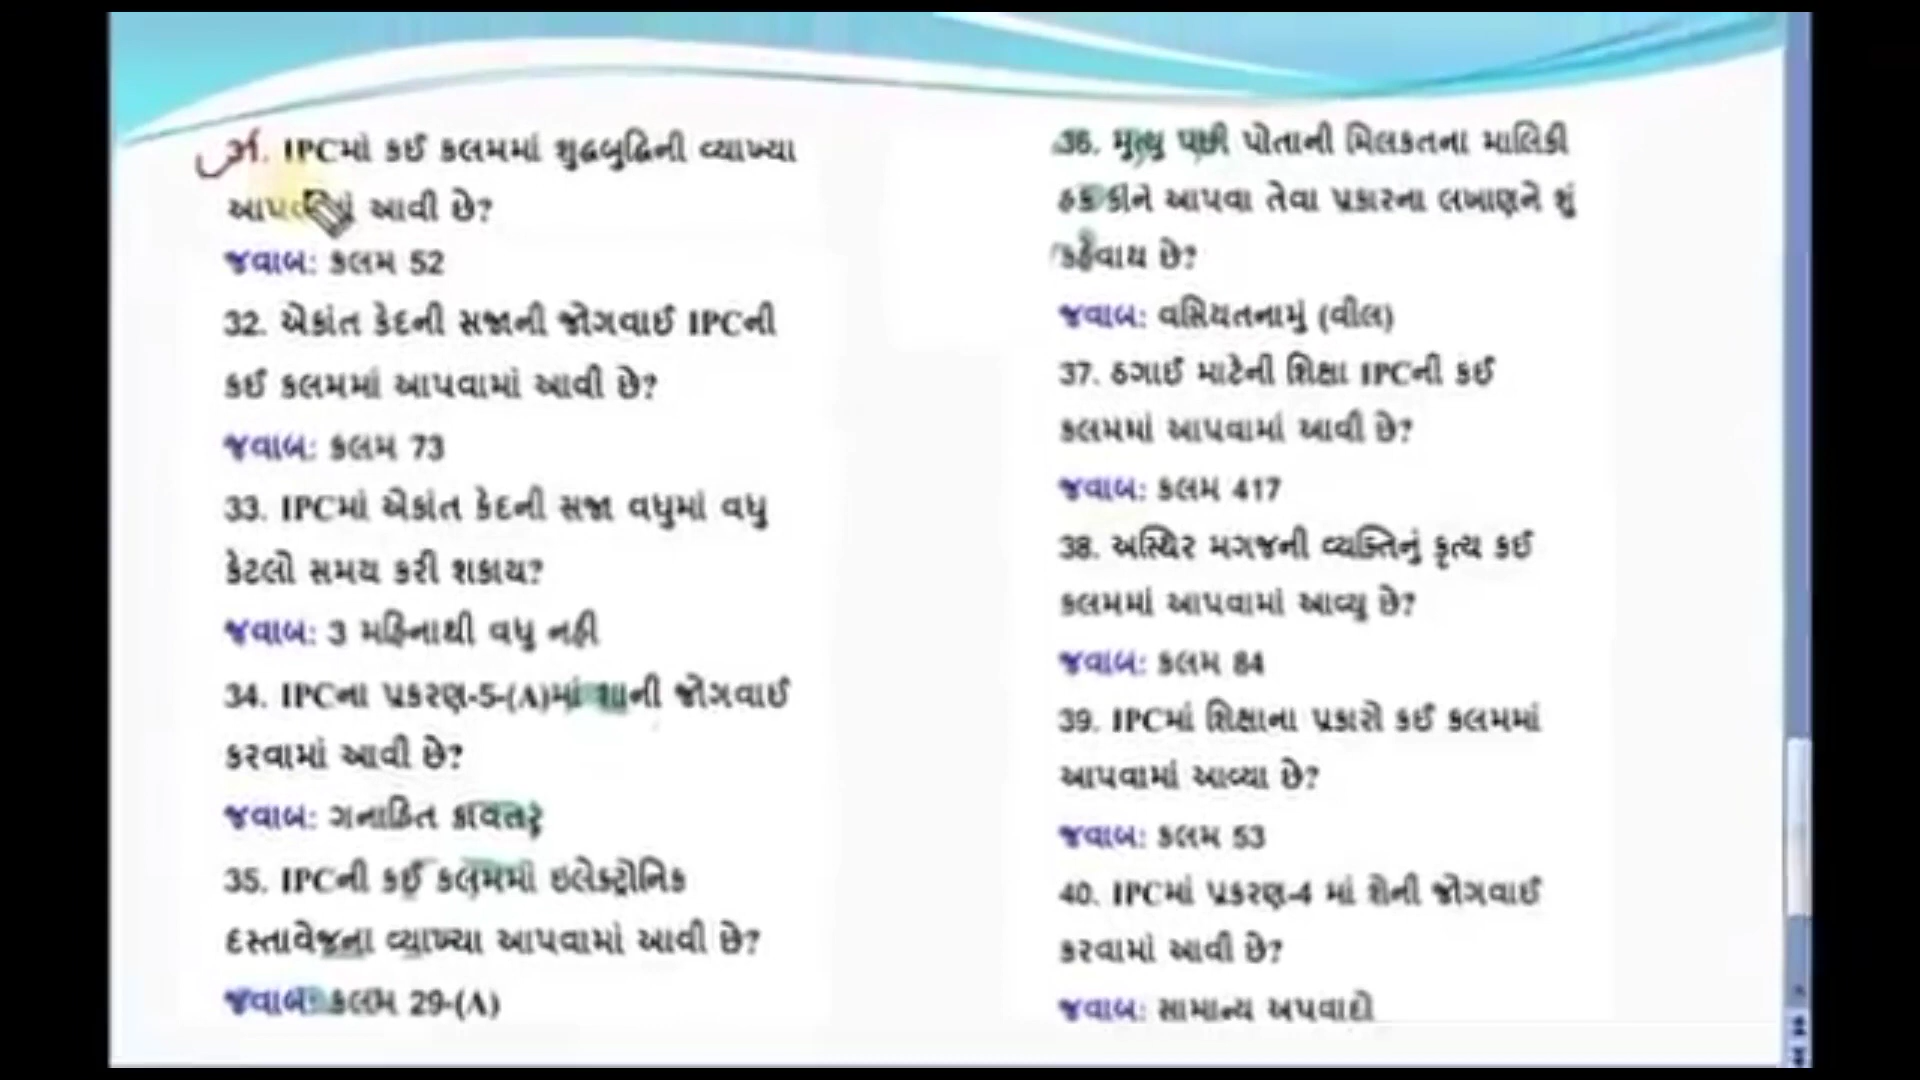 31. IPCમાં કઈ કલમમાં શુદ્ધબુદ્ધિની વ્યાખ્યા
આવી છે?
જવાબ: કલમ 52
32. એકાંત કેદની સજાની જોગવાઈ IPCની
કઈ કલમમાં આપવામાં આવી છે?
જવાબ: કલમ 73
33. IPCમાં એકાંત કેદની સજા વધુમાં વધુ
કેટલો સમય કરી શકાય?
જવાબ: 3 મહિનાથી વધુ નહી
34. IPCના પ્રકરણ-5-(A)માં શાની જોગવાઈ
કરવામાં આવી છે?
જવાબ: ગનાહિત કાવતરૂ
35. IPCની કઈ કલમમાં ઇલેક્ટ્રોનિક
દસ્તાવેજના વ્યાખ્યા આપવામાં આવી છે?
જવાબ: કલમ 29-(A)
36. મૃત્યુ પછી પોતાની મિલકતના માલિકી
હક કોને આપવા તેવા પ્રકારના લખાણને શું
કહેવાય છે?
જવાબ: વસિયતનામું (વીલ)
37. ઠગાઈ માટેની શિક્ષા IPCની કઈ
કલમમાં આપવામાં આવી છે?
જવાબ: કલમ 417
38. અસ્થિર મગજની વ્યક્તિનું કૃત્ય કઈ
કલમમાં આપવામાં આવ્યુ છે?
જવાબ: કલમ 84
39. IPCમાં શિક્ષાના પ્રકારો કઈ કલમમાં
આપવામાં આવ્યા છે?
જવાબ: કલમ 53
40. IPCમાં પ્રકરણ-4 માં શેની જોગવાઈ
કરવામાં આવી છે?
જવાબ: સામાન્ય અપવાદો